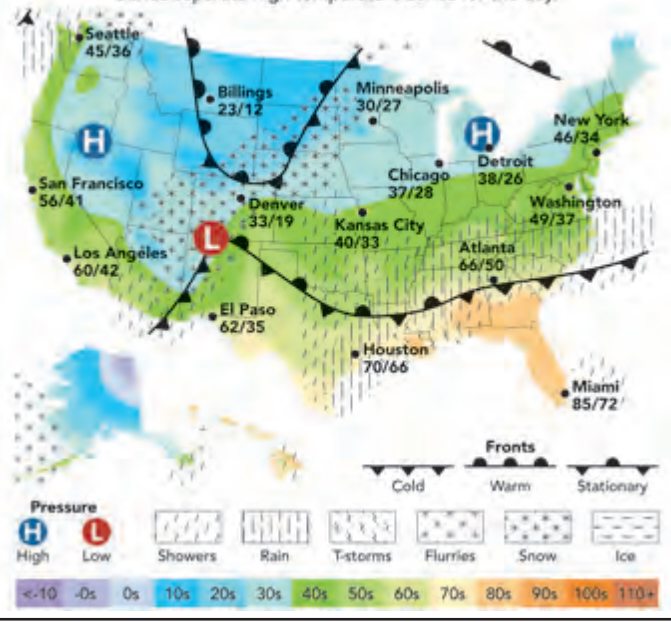 Seattle
45/36
Billings
23/12
Minneapolis
30/27
New York
46/34
H
H
Detroit
38/26
Chicago
37/28
San Francisco
56/41
Denver
33/19
Washington
49/37
Kansas City
40/33
L
Atlanta
66/50
Los Angeles
60/42
El Paso
62/35
Houston
70/66
Miami
85/72
Fronts
Cold Warm Stationary
Pressure
H L
High Low Showers Rain T-storms Flurries Snow Ice
<-10 -0s 0s 10s 20s 30s 40s 50s 60s 70s 80s 90s 100s 110+